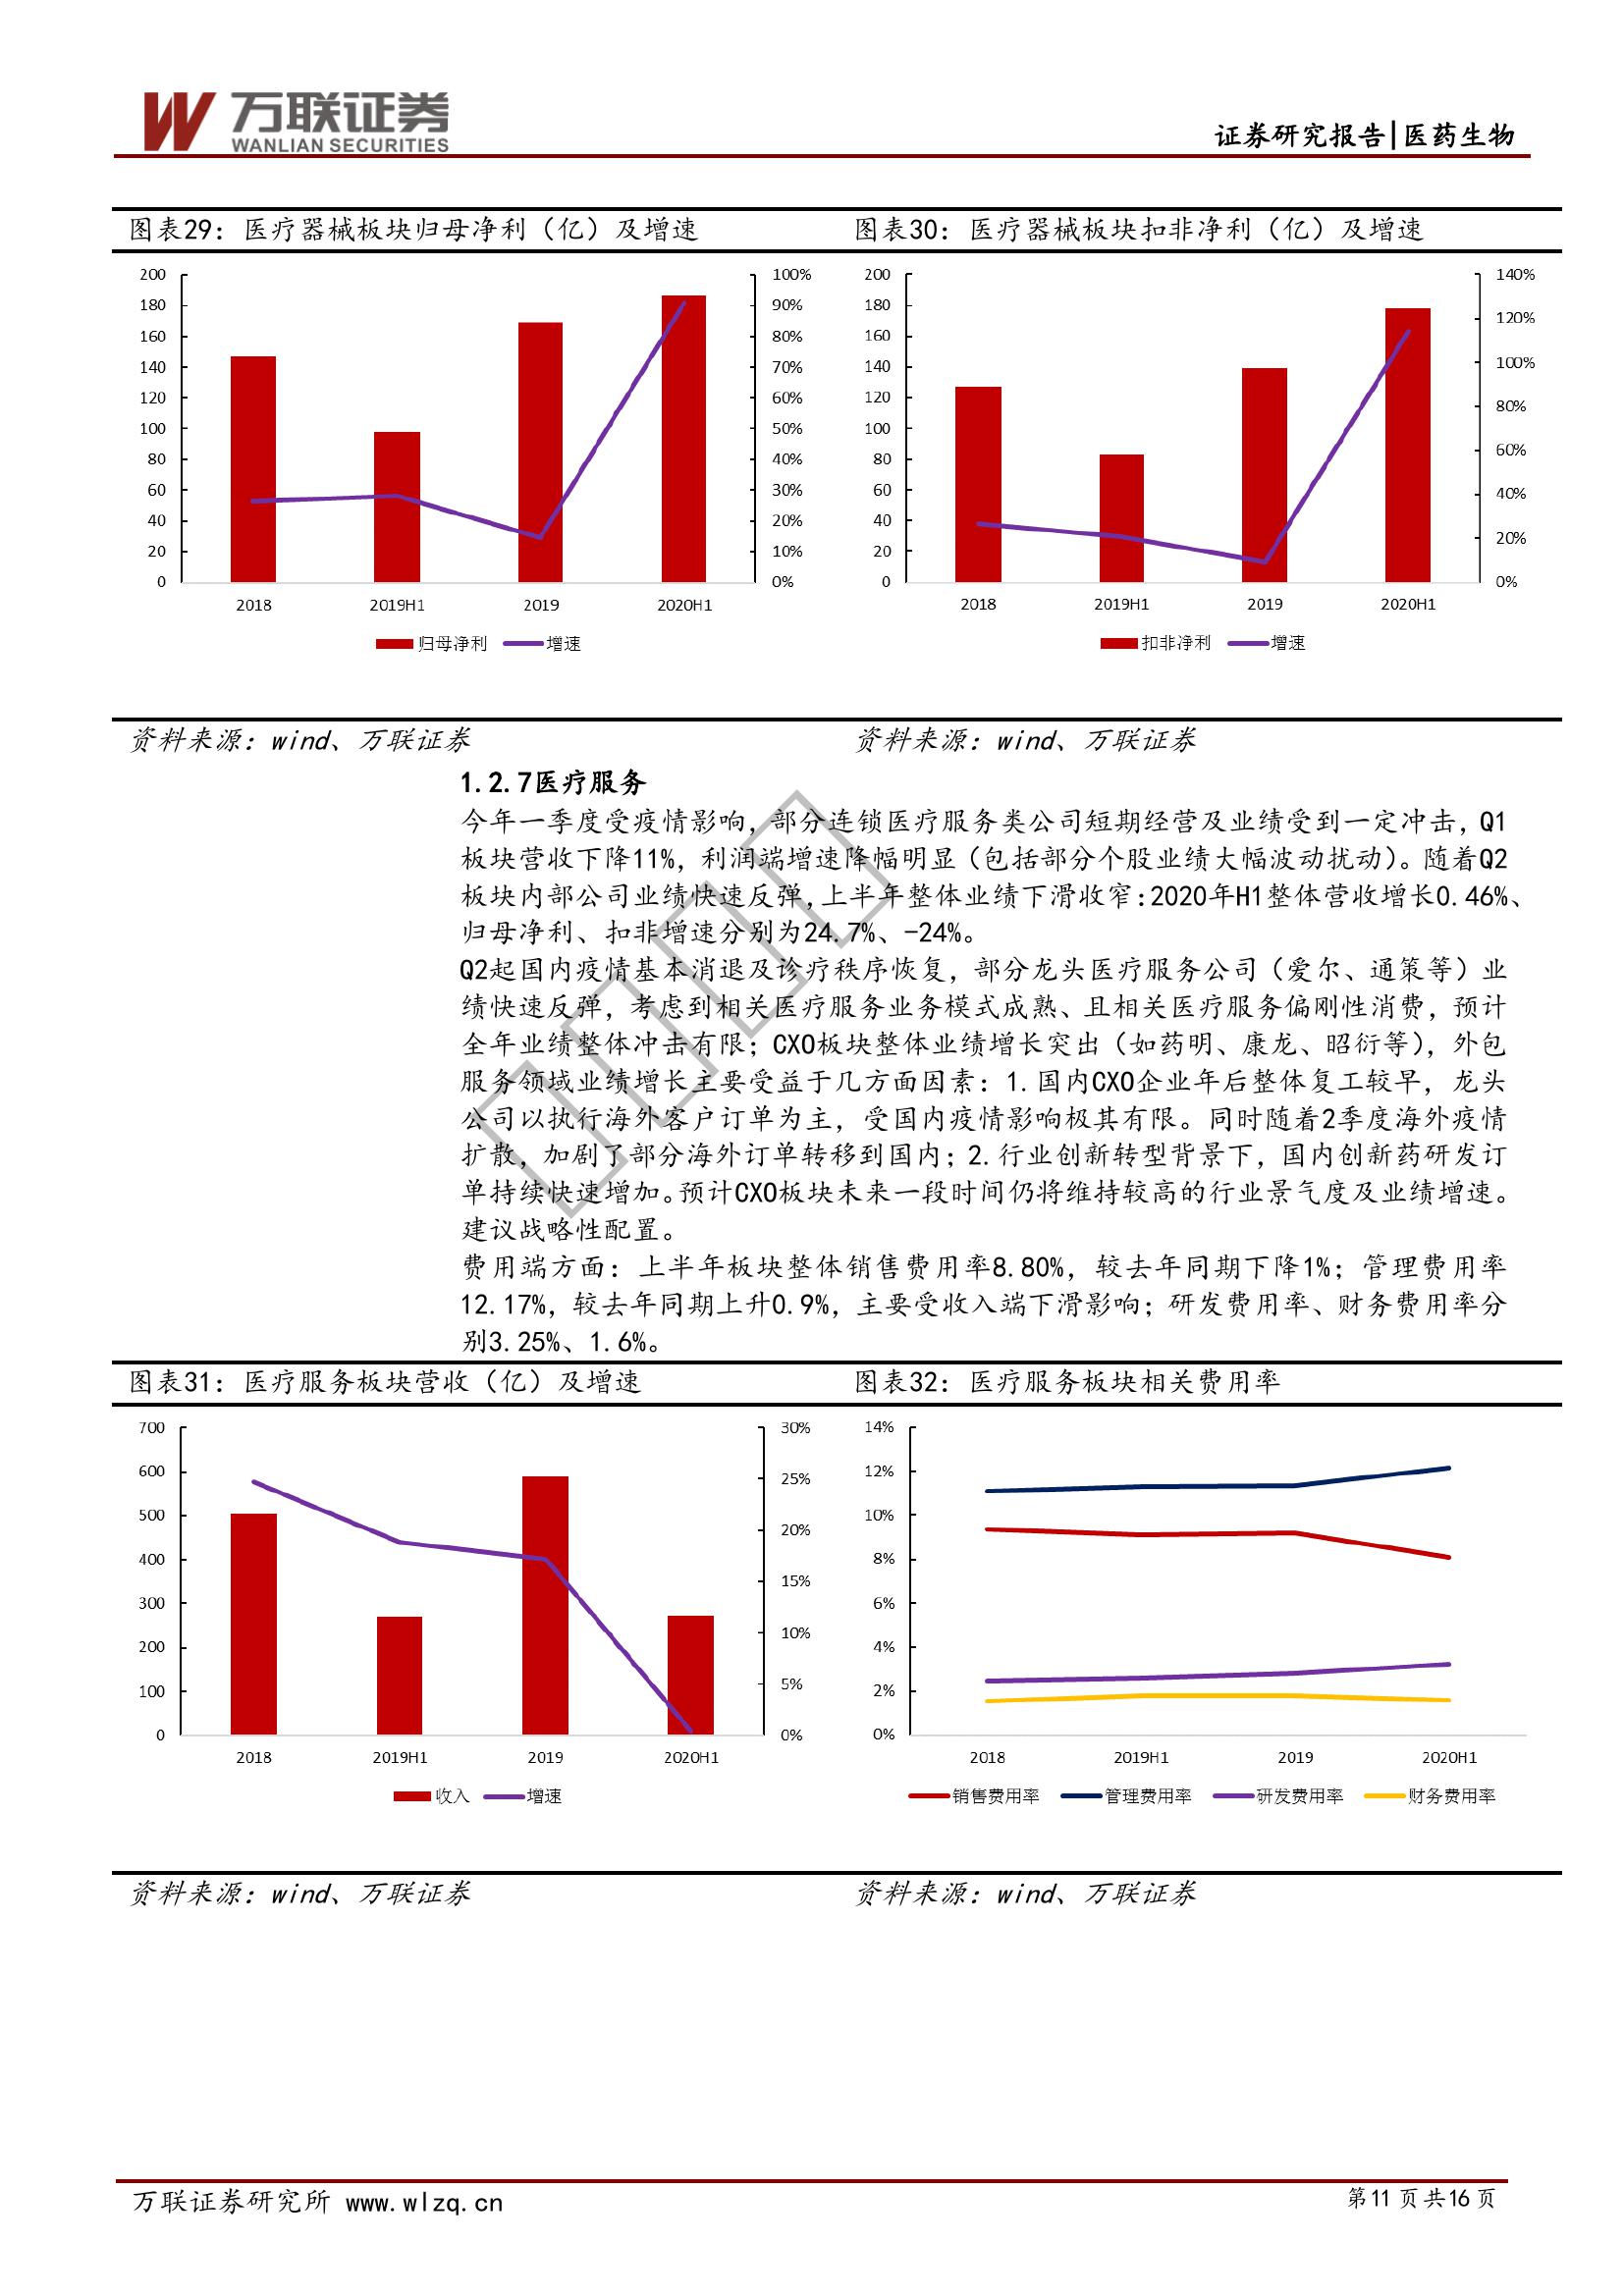 万联证券
WANLIAN SECURITIES
证券研究报告|医药生物
图表29：医疗器械板块归母净利（亿）及增速
图表30：医疗器械板块扣非净利（亿）及增速
200
180
160
140
120
100
80
60
40
20
0
100%
90%
80%
70%
60%
50%
40%
30%
20%
10%
0%
2018 2019H1 2019 2020H1
归母净利 增速
200
180
160
140
120
100
80
60
40
20
0
140%
120%
100%
80%
60%
40%
20%
0%
2018 2019H1 2019 2020H1
扣非净利 增速
资料来源：wind、万联证券
资料来源：wind、万联证券
1.2.7医疗服务
今年一季度受疫情影响，部分连锁医疗服务类公司短期经营及业绩受到一定冲击，Q1
板块营收下降11%，利润端增速降幅明显（包括部分个股业绩大幅波动扰动）。随着Q2
板块内部公司业绩快速反弹，上半年整体业绩下滑收窄：2020年H1整体营收增长0.46%、
归母净利、扣非增速分别为24.7%、-24%。
Q2起国内疫情基本消退及诊疗秩序恢复，部分龙头医疗服务公司（爱尔、通策等）业
绩快速反弹，考虑到相关医疗服务业务模式成熟、且相关医疗服务偏刚性消费，预计
全年业绩整体冲击有限；CXO板块整体业绩增长突出（如药明、康龙、昭衍等），外包
服务领域业绩增长主要受益于几方面因素：1.国内CXO企业年后整体复工较早，龙头
公司以执行海外客户订单为主，受国内疫情影响极其有限。同时随着2季度海外疫情
扩散，加剧了部分海外订单转移到国内；2.行业创新转型背景下，国内创新药研发订
单持续快速增加。预计CXO板块未来一段时间仍将维持较高的行业景气度及业绩增速。
建议战略性配置。
费用端方面：上半年板块整体销售费用率8.80%，较去年同期下降1%；管理费用率
12.17%，较去年同期上升0.9%，主要受收入端下滑影响；研发费用率、财务费用率分
别3.25%、1.6%。
图表31：医疗服务板块营收（亿）及增速
图表32：医疗服务板块相关费用率
700
600
500
400
300
200
100
0
30%
25%
20%
15%
10%
5%
0%
2018 2019H1 2019 2020H1
收入 增速
14%
12%
10%
8%
6%
4%
2%
0%
2018 2019H1 2019 2020H1
销售费用率 管理费用率 研发费用率 财务费用率
资料来源：wind、万联证券
资料来源：wind、万联证券
万联证券研究所 www.wlzq.cn
第11 页 共16 页